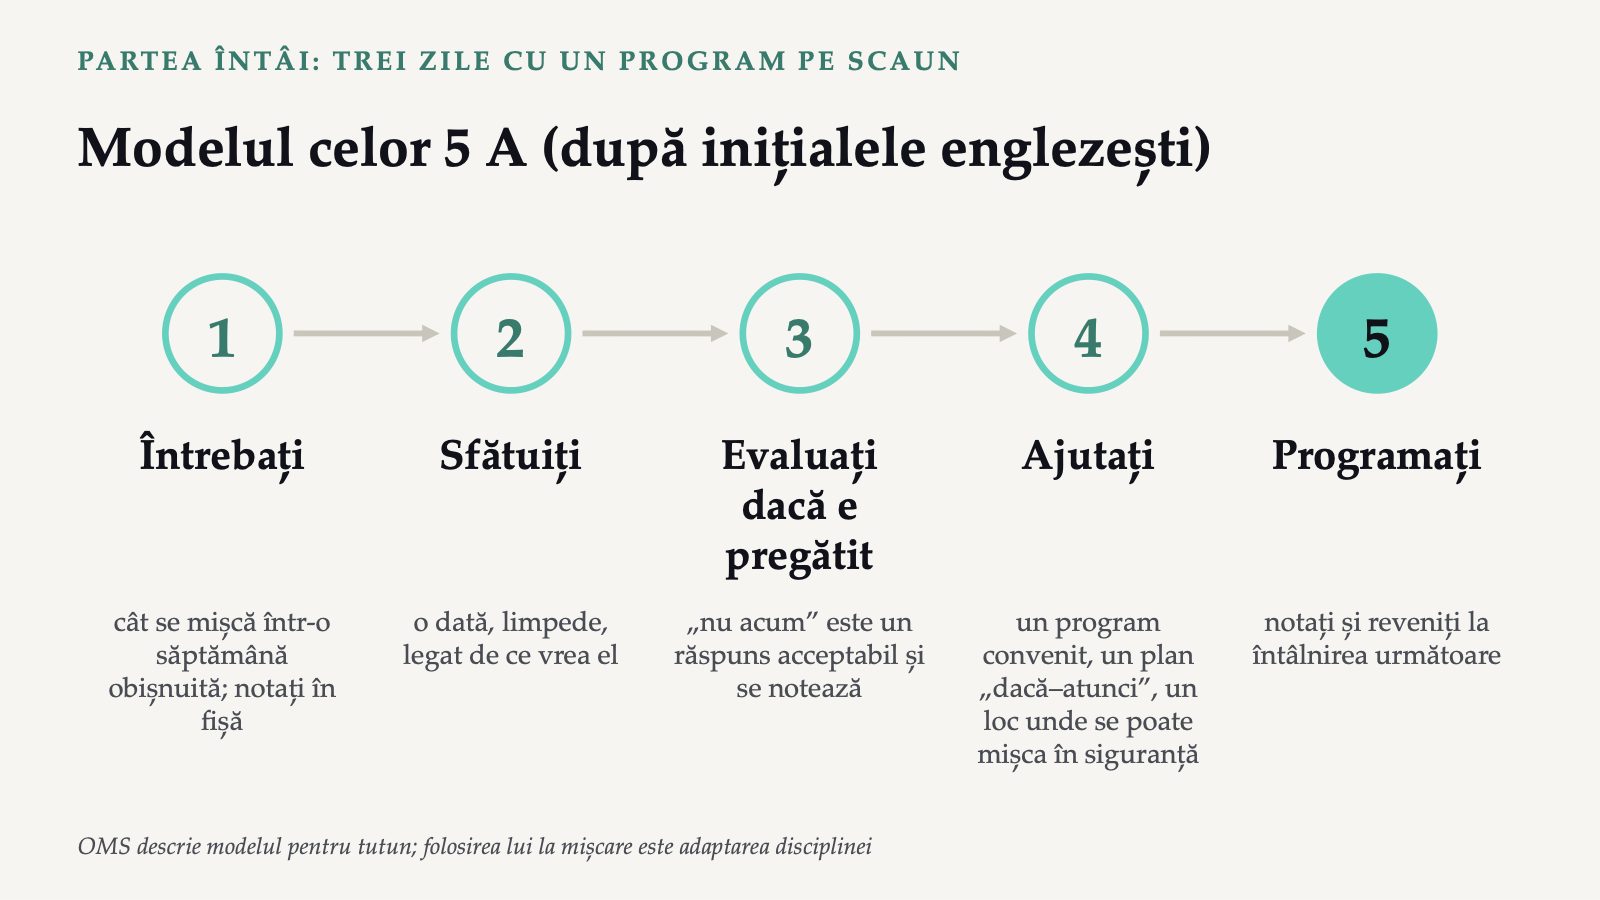 PARTEA ÎNTÂI: TREI ZILE CU UN PROGRAM PE SCAUN
Modelul celor 5 A (după inițialele englezești)
1
2
3
4
5
Întrebați
Sfătuiți
Evaluați
dacă e
pregătit
Ajutați
Programați
cât se mișcă într-o
săptămână
obișnuită; notați în
fișă
o dată, limpede,
legat de ce vrea el
„nu acum” este un
răspuns acceptabil și
se notează
un program
convenit, un plan
„dacă–atunci”, un
loc unde se poate
mișca în siguranță
notați și reveniți la
întâlnirea următoare
OMS descrie modelul pentru tutun; folosirea lui la mișcare este adaptarea disciplinei